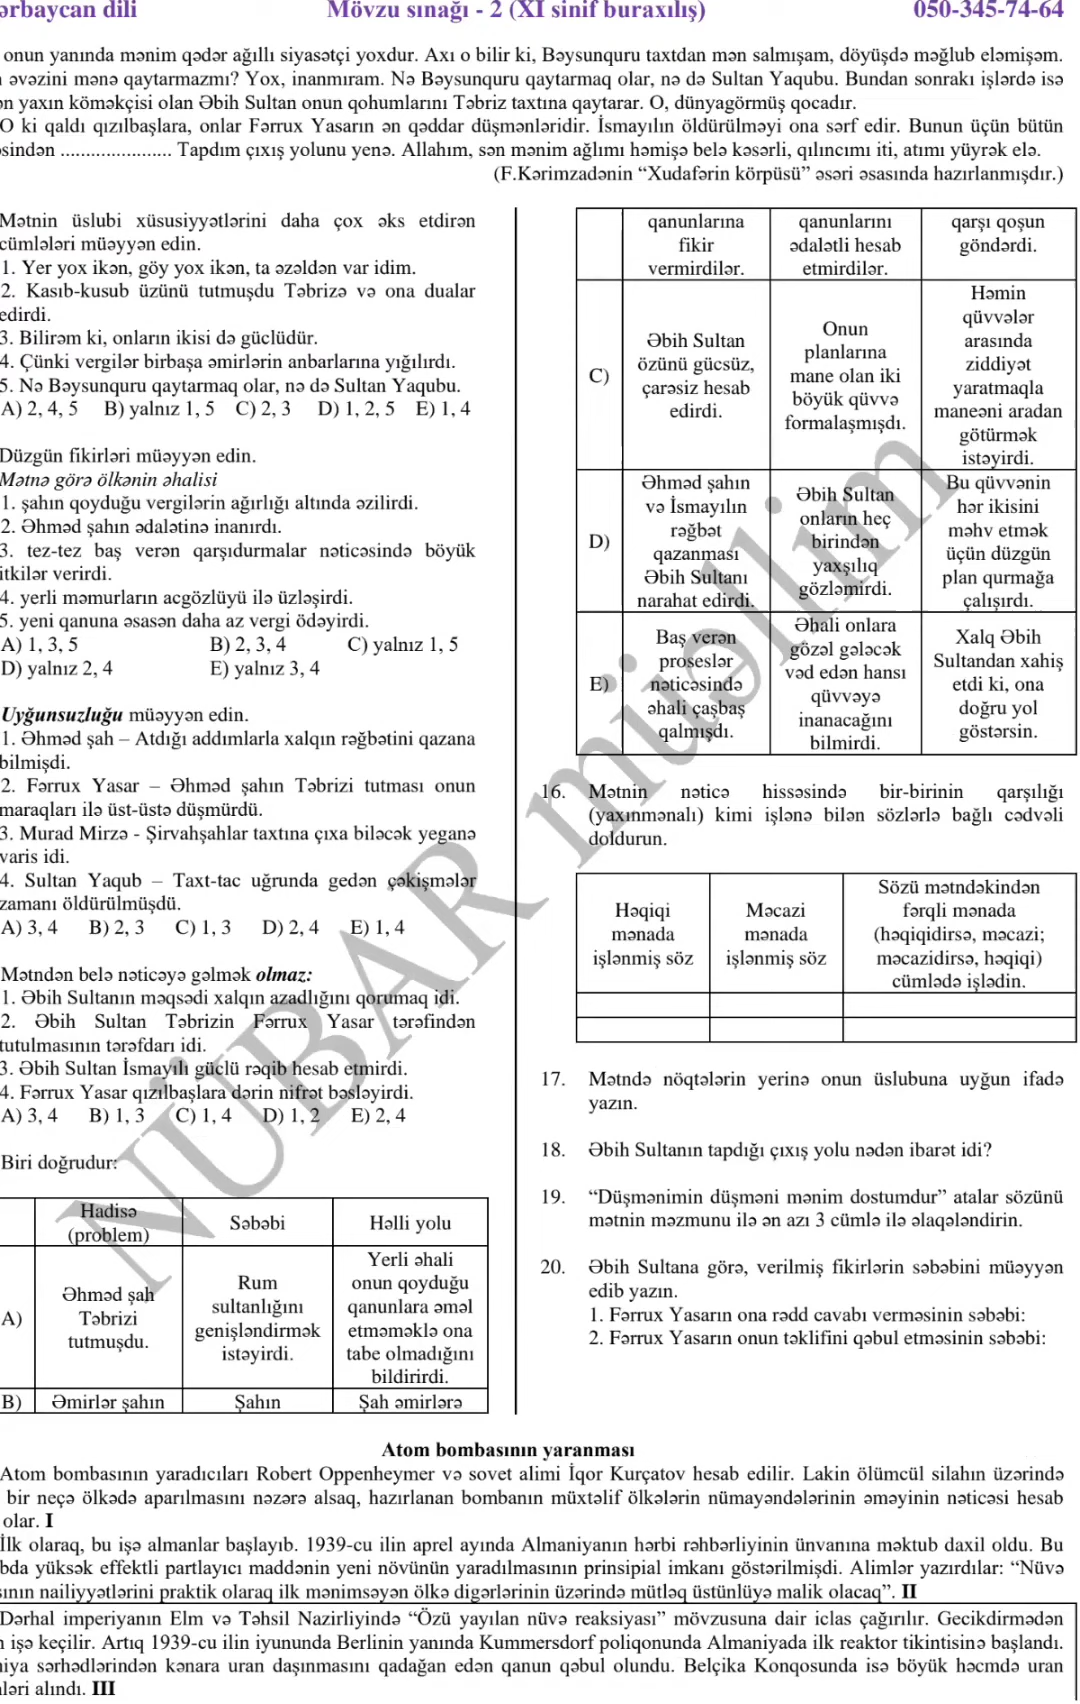 ərbaycan dili Mövzu sınağı - 2 (XI sinif buraxılış) 050-345-74-64
onun yanında mənim qədər ağıllı siyasətçi yoxdur. Axı o bilir ki, Bəysunquru taxtdan mən salmışam, döyüşdə məğlub eləmişəm.
əvəzini mənə qaytarmazmı? Yox, inanmıram. Nə Bəysunquru qaytarmaq olar, nə də Sultan Yaqubu. Bundan sonrakı işlərdə isə
ən yaxın köməkçisi olan Əbih Sultan onun qohumlarını Təbriz taxtına qaytarar. O, dünyagörmüş qocadır.
O ki qaldı qızılbaşlara, onlar Fərrux Yasarın ən qəddar düşmənləridir. İsmayılın öldürülməyi ona sərf edir. Bunun üçün bütün
əsindən ...................... Tapdım çıxış yolunu yenə. Allahım, sən mənim ağlımı həmişə belə kəsərli, qılıncımı iti, atımı yüyrək elə.
(F.Kərimzadənin “Xudafərin körpüsü” əsəri əsasında hazırlanmışdır.)
Mətnin üslubi xüsusiyyətlərini daha çox əks etdirən
cümlələri müəyyən edin.
1. Yer yox ikən, göy yox ikən, ta əzəldən var idim.
2. Kasıb-kusub üzünü tutmuşdu Təbrizə və ona dualar
edirdi.
3. Bilirəm ki, onların ikisi də güclüdür.
4. Çünki vergilər birbaşa əmirlərin anbarlarına yığılırdı.
5. Nə Bəysunquru qaytarmaq olar, nə də Sultan Yaqubu.
A) 2, 4, 5 B) yalnız 1, 5 C) 2, 3 D) 1, 2, 5 E) 1, 4
Düzgün fikirləri müəyyən edin.
Mətnə görə ölkənin əhalisi
1. şahın qoyduğu vergilərin ağırlığı altında əzilirdi.
2. Əhməd şahın ədalətinə inanırdı.
3. tez-tez baş verən qarşıdurmalar nəticəsində böyük
itkilər verirdi.
4. yerli məmurların acgözlüyü ilə üzləşirdi.
5. yeni qanuna əsasən daha az vergi ödəyirdi.
A) 1, 3, 5 B) 2, 3, 4 C) yalnız 1, 5
D) yalnız 2, 4 E) yalnız 3, 4
Uyğunsuzluğu müəyyən edin.
1. Əhməd şah – Atdığı addımlarla xalqın rəğbətini qazana
bilmişdi.
2. Fərrux Yasar – Əhməd şahın Təbrizi tutması onun
maraqları ilə üst-üstə düşmürdü.
3. Murad Mirzə - Şirvahşahlar taxtına çıxa biləcək yeganə
varis idi.
4. Sultan Yaqub – Taxt-tac uğrunda gedən çəkişmələr
zamanı öldürülmüşdü.
A) 3, 4 B) 2, 3 C) 1, 3 D) 2, 4 E) 1, 4
Mətndən belə nəticəyə gəlmək olmaz:
1. Əbih Sultanın məqsədi xalqın azadlığını qorumaq idi.
2. Əbih Sultan Təbrizin Fərrux Yasar tərəfindən
tutulmasının tərəfdarı idi.
3. Əbih Sultan İsmayılı güclü rəqib hesab etmirdi.
4. Fərrux Yasar qızılbaşlara dərin nifrət bəsləyirdi.
A) 3, 4 B) 1, 3 C) 1, 4 D) 1, 2 E) 2, 4
Biri doğrudur:
Hadisə
(problem)
Səbəbi
Həlli yolu
A)
Əhməd şah
Təbrizi
tutmuşdu.
Rum
sultanlığını
genişləndirmək
istəyirdi.
Yerli əhali
onun qoyduğu
qanunlara əməl
etməməklə ona
tabe olmadığını
bildirirdi.
B) Əmirlər şahın Şahın Şah əmirlərə
qanunlarına
fikir
vermirdilər.
qanunlarını
ədalətli hesab
etmirdilər.
qarşı qoşun
göndərdi.
C)
Əbih Sultan
özünü gücsüz,
çarəsiz hesab
edirdi.
Onun
planlarına
mane olan iki
böyük qüvvə
formalaşmışdı.
Həmin
qüvvələr
arasında
ziddiyət
yaratmaqla
maneəni aradan
götürmək
istəyirdi.
D)
Əhməd şahın
və İsmayılın
rəğbət
qazanması
Əbih Sultanı
narahat edirdi.
Əbih Sultan
onların heç
birindən
yaxşılıq
gözləmirdi.
Bu qüvvənin
hər ikisini
məhv etmək
üçün düzgün
plan qurmağa
çalışırdı.
E)
Baş verən
proseslər
nəticəsində
əhali çaşbaş
qalmışdı.
Əhali onlara
gözəl gələcək
vəd edən hansı
qüvvəyə
inanacağını
bilmirdi.
Xalq Əbih
Sultandan xahiş
etdi ki, ona
doğru yol
göstərsin.
16. Mətnin nəticə hissəsində bir-birinin qarşılığı
(yaxınmənalı) kimi işlənə bilən sözlərlə bağlı cədvəli
doldurun.
Həqiqi
mənada
işlənmiş söz
Məcazi
mənada
işlənmiş söz
Sözü mətndəkindən
fərqli mənada
(həqiqidirsə, məcazi;
məcazidirsə, həqiqi)
cümlədə işlədin.
17. Mətndə nöqtələrin yerinə onun üslubuna uyğun ifadə
yazın.
18. Əbih Sultanın tapdığı çıxış yolu nədən ibarət idi?
19. “Düşmənimin düşməni mənim dostumdur” atalar sözünü
mətnin məzmunu ilə ən azı 3 cümlə ilə əlaqələndirin.
20. Əbih Sultana görə, verilmiş fikirlərin səbəbini müəyyən
edib yazın.
1. Fərrux Yasarın ona rədd cavabı verməsinin səbəbi:
2. Fərrux Yasarın onun təklifini qəbul etməsinin səbəbi:
NÜBAR müəllim
Atom bombasının yaranması
Atom bombasının yaradıcıları Robert Oppenheymer və sovet alimi İqor Kurçatov hesab edilir. Lakin ölümcül silahın üzərində
bir neçə ölkədə aparılmasını nəzərə alsaq, hazırlanan bombanın müxtəlif ölkələrin nümayəndələrinin əməyinin nəticəsi hesab
olar. I
İlk olaraq, bu işə almanlar başlayıb. 1939-cu ilin aprel ayında Almaniyanın hərbi rəhbərliyinin ünvanına məktub daxil oldu. Bu
bda yüksək effektli partlayıcı maddənin yeni növünün yaradılmasının prinsipial imkanı göstərilmişdi. Alimlər yazırdılar: “Nüvə
sının nailiyyətlərini praktik olaraq ilk mənimsəyən ölkə digərlərinin üzərində mütləq üstünlüyə malik olacaq”. II
Dərhal imperiyanın Elm və Təhsil Nazirliyində “Özü yayılan nüvə reaksiyası” mövzusuna dair iclas çağırılır. Gecikdirmədən
işə keçilir. Artıq 1939-cu ilin iyununda Berlinin yanında Kummersdorf poliqonunda Almaniyada ilk reaktor tikintisinə başlandı.
niya sərhədlərindən kənara uran daşınmasını qadağan edən qanun qəbul olundu. Belçika Konqosunda isə böyük həcmdə uran
ləri alındı. III